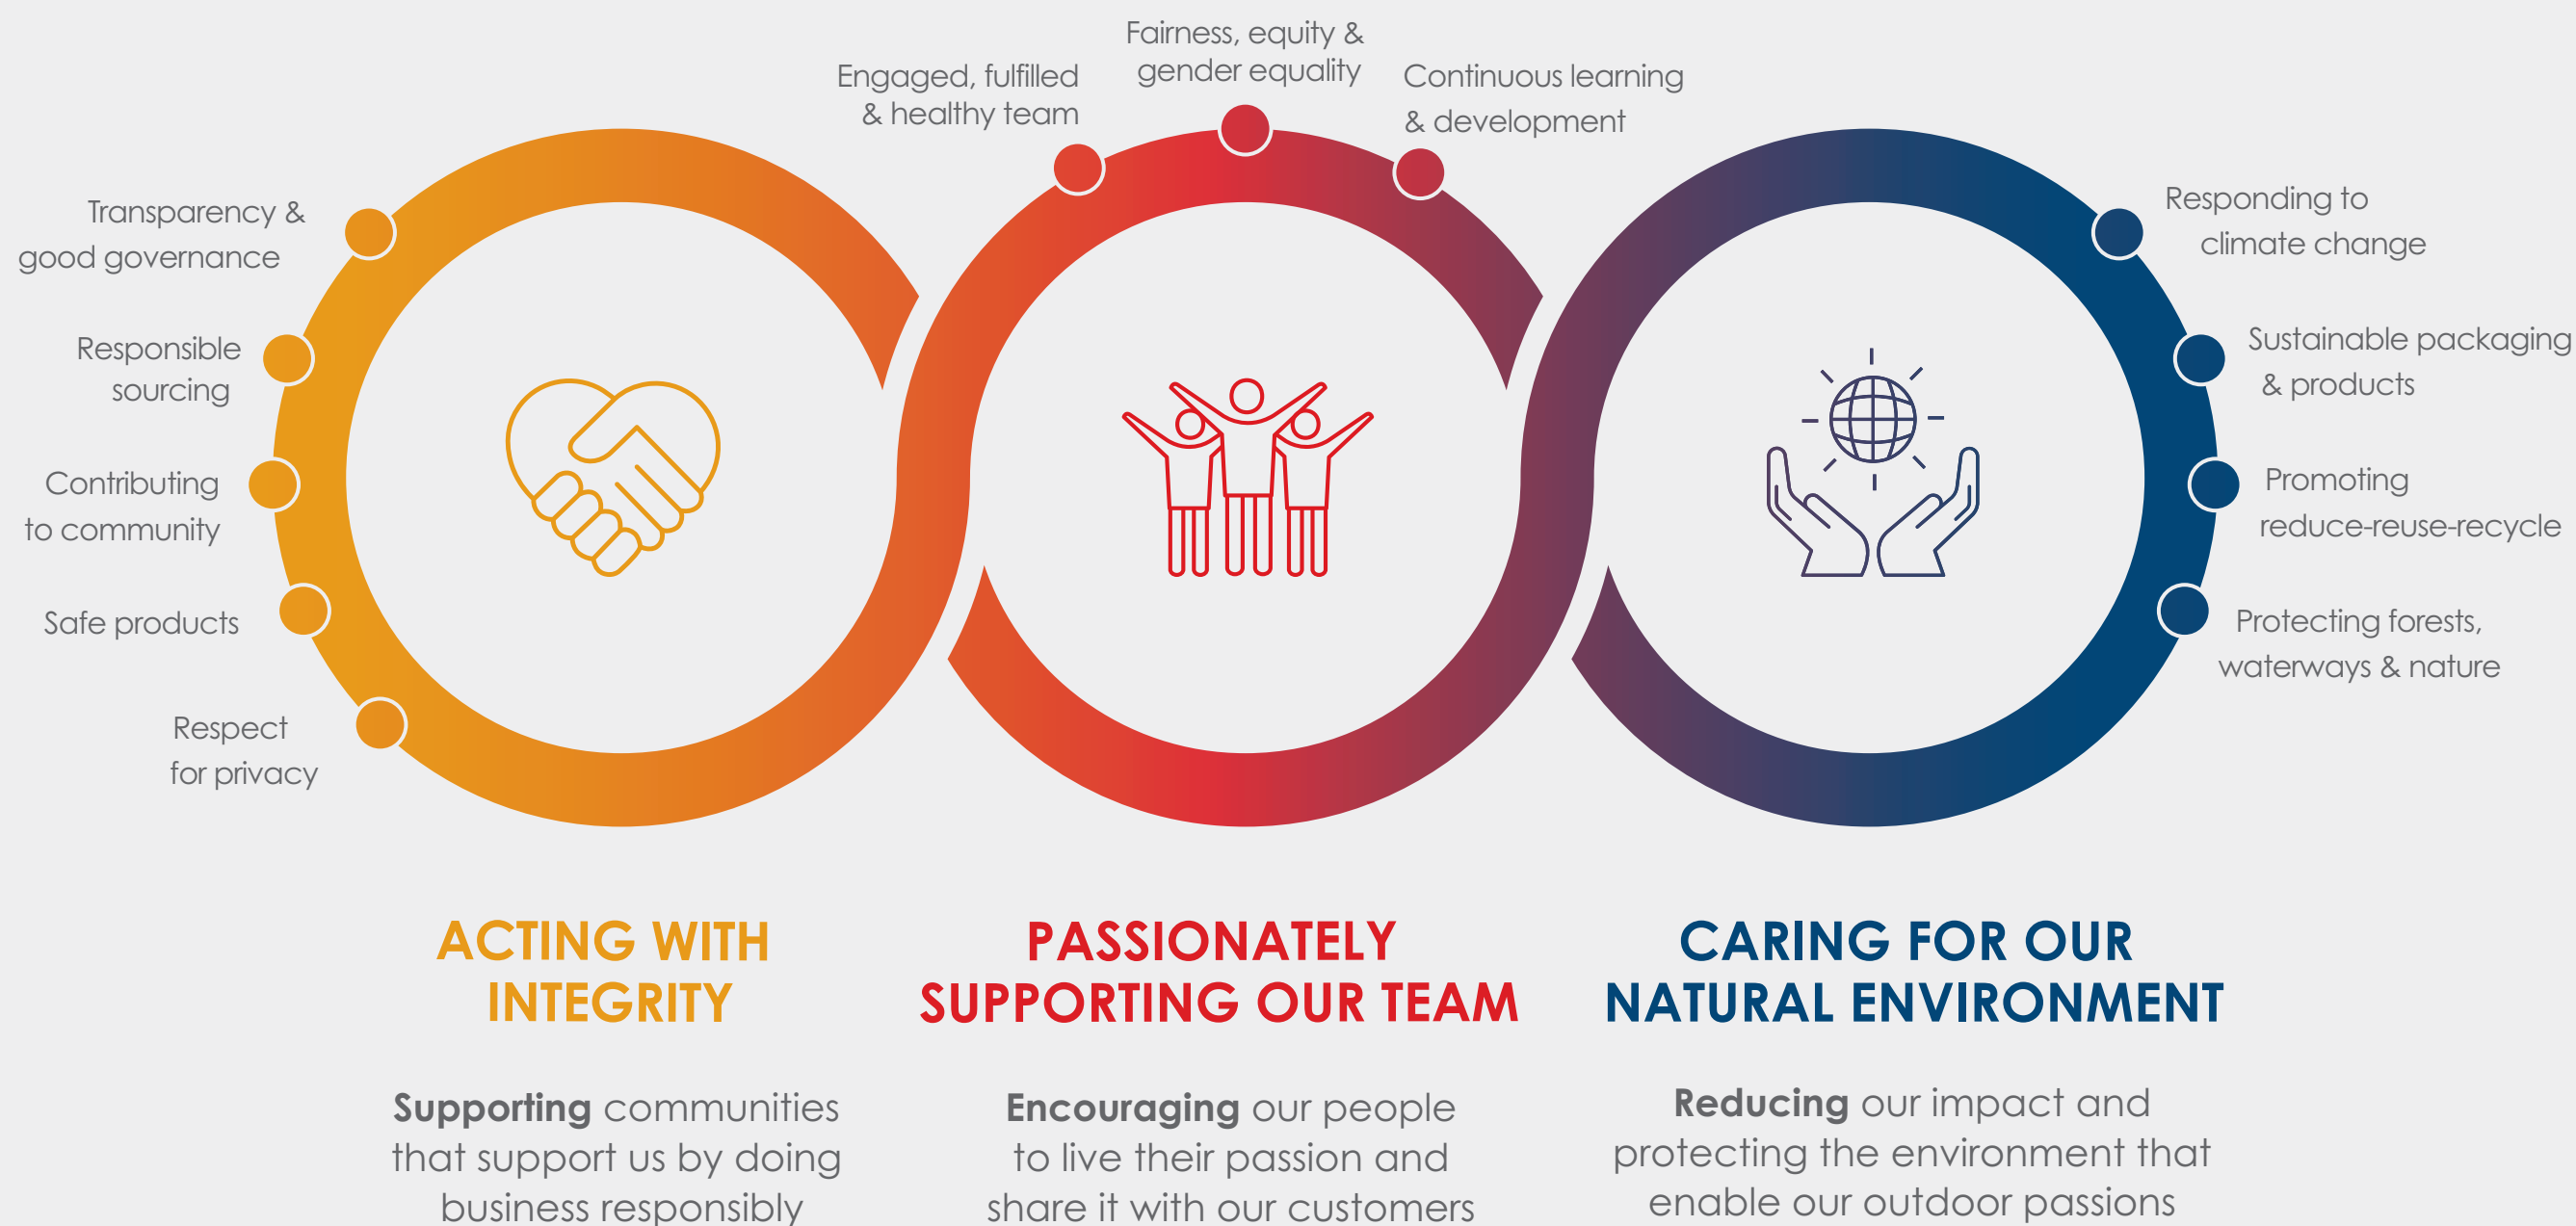 Transparency &
good governance
Responsible
sourcing
Contributing
to community
Safe products
Respect
for privacy
Engaged, fulfilled
& healthy team
Fairness, equity &
gender equality
Continuous learning
& development
Responding to
climate change
Sustainable packaging
& products
Promoting
reduce-reuse-recycle
Protecting forests,
waterways & nature
ACTING WITH
INTEGRITY
Supporting communities
that support us by doing
business responsibly
PASSIONATELY
SUPPORTING OUR TEAM
Encouraging our people
to live their passion and
share it with our customers
CARING FOR OUR
NATURAL ENVIRONMENT
Reducing our impact and
protecting the environment that
enable our outdoor passions